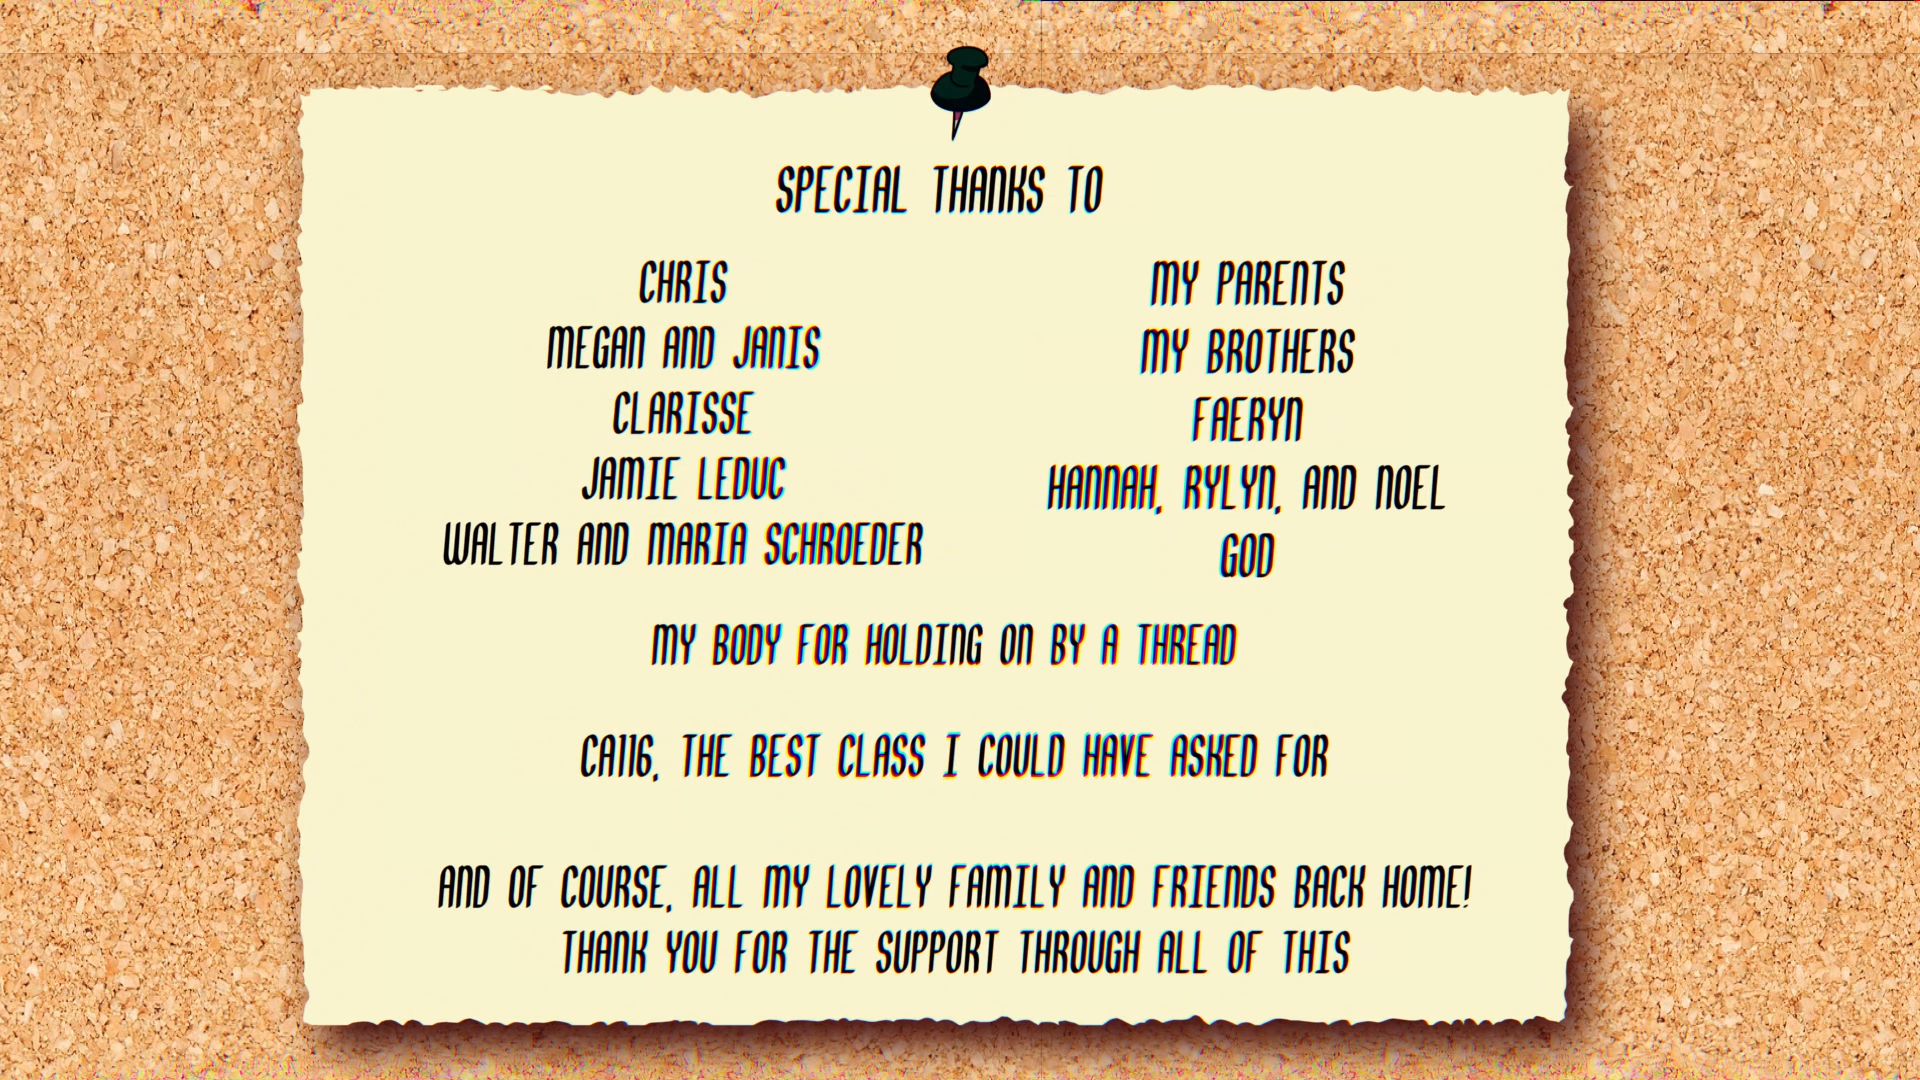 SPECIAL THANKS TO
CHRIS
MEGAN AND JANIS
CLARISSE
JAMIE LEDUC
WALTER AND MARIA SCHROEDER
MY PARENTS
MY BROTHERS
FAERYN
HANNAH, RYLYN, AND NOEL
GOD
MY BODY FOR HOLDING ON BY A THREAD
CA116, THE BEST CLASS I COULD HAVE ASKED FOR
AND OF COURSE, ALL MY LOVELY FAMILY AND FRIENDS BACK HOME!
THANK YOU FOR THE SUPPORT THROUGH ALL OF THIS